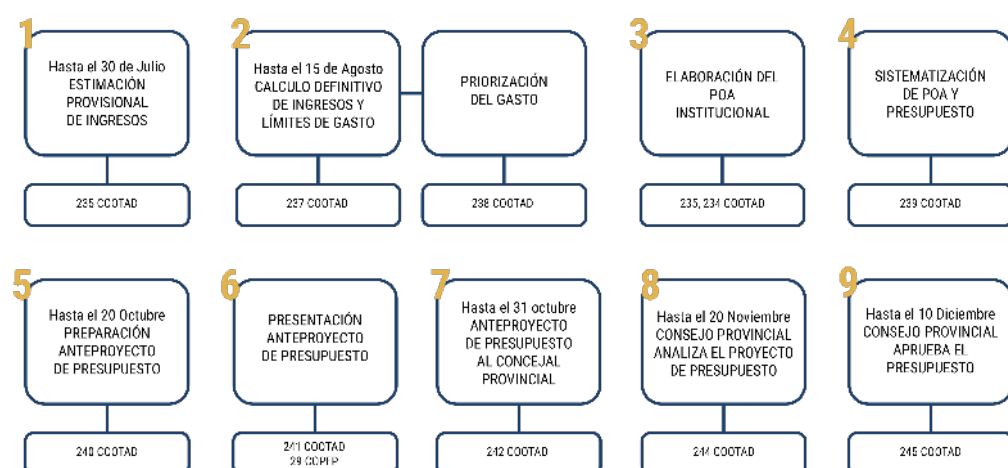 1
Hasta el 30 de Julio
ESTIMACIÓN
PROVISIONAL
DE INGRESOS
235 COOTAD
2
Hasta el 15 de Agosto
CALCULO DEFINITIVO
DE INGRESOS Y
LÍMITES DE GASTO
237 COOTAD
PRIORIZACIÓN
DEL GASTO
238 COOTAD
3
ELABORACIÓN DEL
POA
INSTITUCIONAL
235, 234 COOTAD
4
SISTEMATIZACIÓN
DE POA Y
PRESUPUESTO
239 COOTAD
5
Hasta el 20 Octubre
PREPARACIÓN
ANTEPROYECTO
DE PRESUPUESTO
240 COOTAD
6
PRESENTACIÓN
ANTEPROYECTO
DE PRESUPUESTO
241 COOTAD
29 COPFP
7
Hasta el 31 octubre
ANTEPROYECTO
DE PRESUPUESTO
AL CONCEJAL
PROVINCIAL
242 COOTAD
8
Hasta el 20 Noviembre
CONSEJO PROVINCIAL
ANALIZA EL PROYECTO
DE PRESUPUESTO
244 COOTAD
9
Hasta el 10 Diciembre
CONSEJO PROVINCIAL
APRUEBA EL
PRESUPUESTO
245 COOTAD